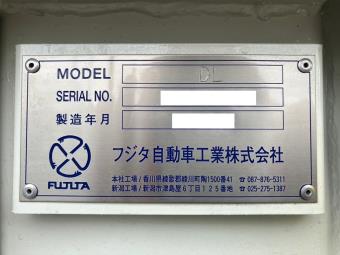 MODEL DL
SERIAL NO.
製造年月
FUJITA
フジタ自動車工業株式会社
本社工場/香川県綾歌郡綾川町陶1500番41 ☎087-876-5311
新潟工場/新潟市津島屋6丁目125番地 ☎025-275-1387